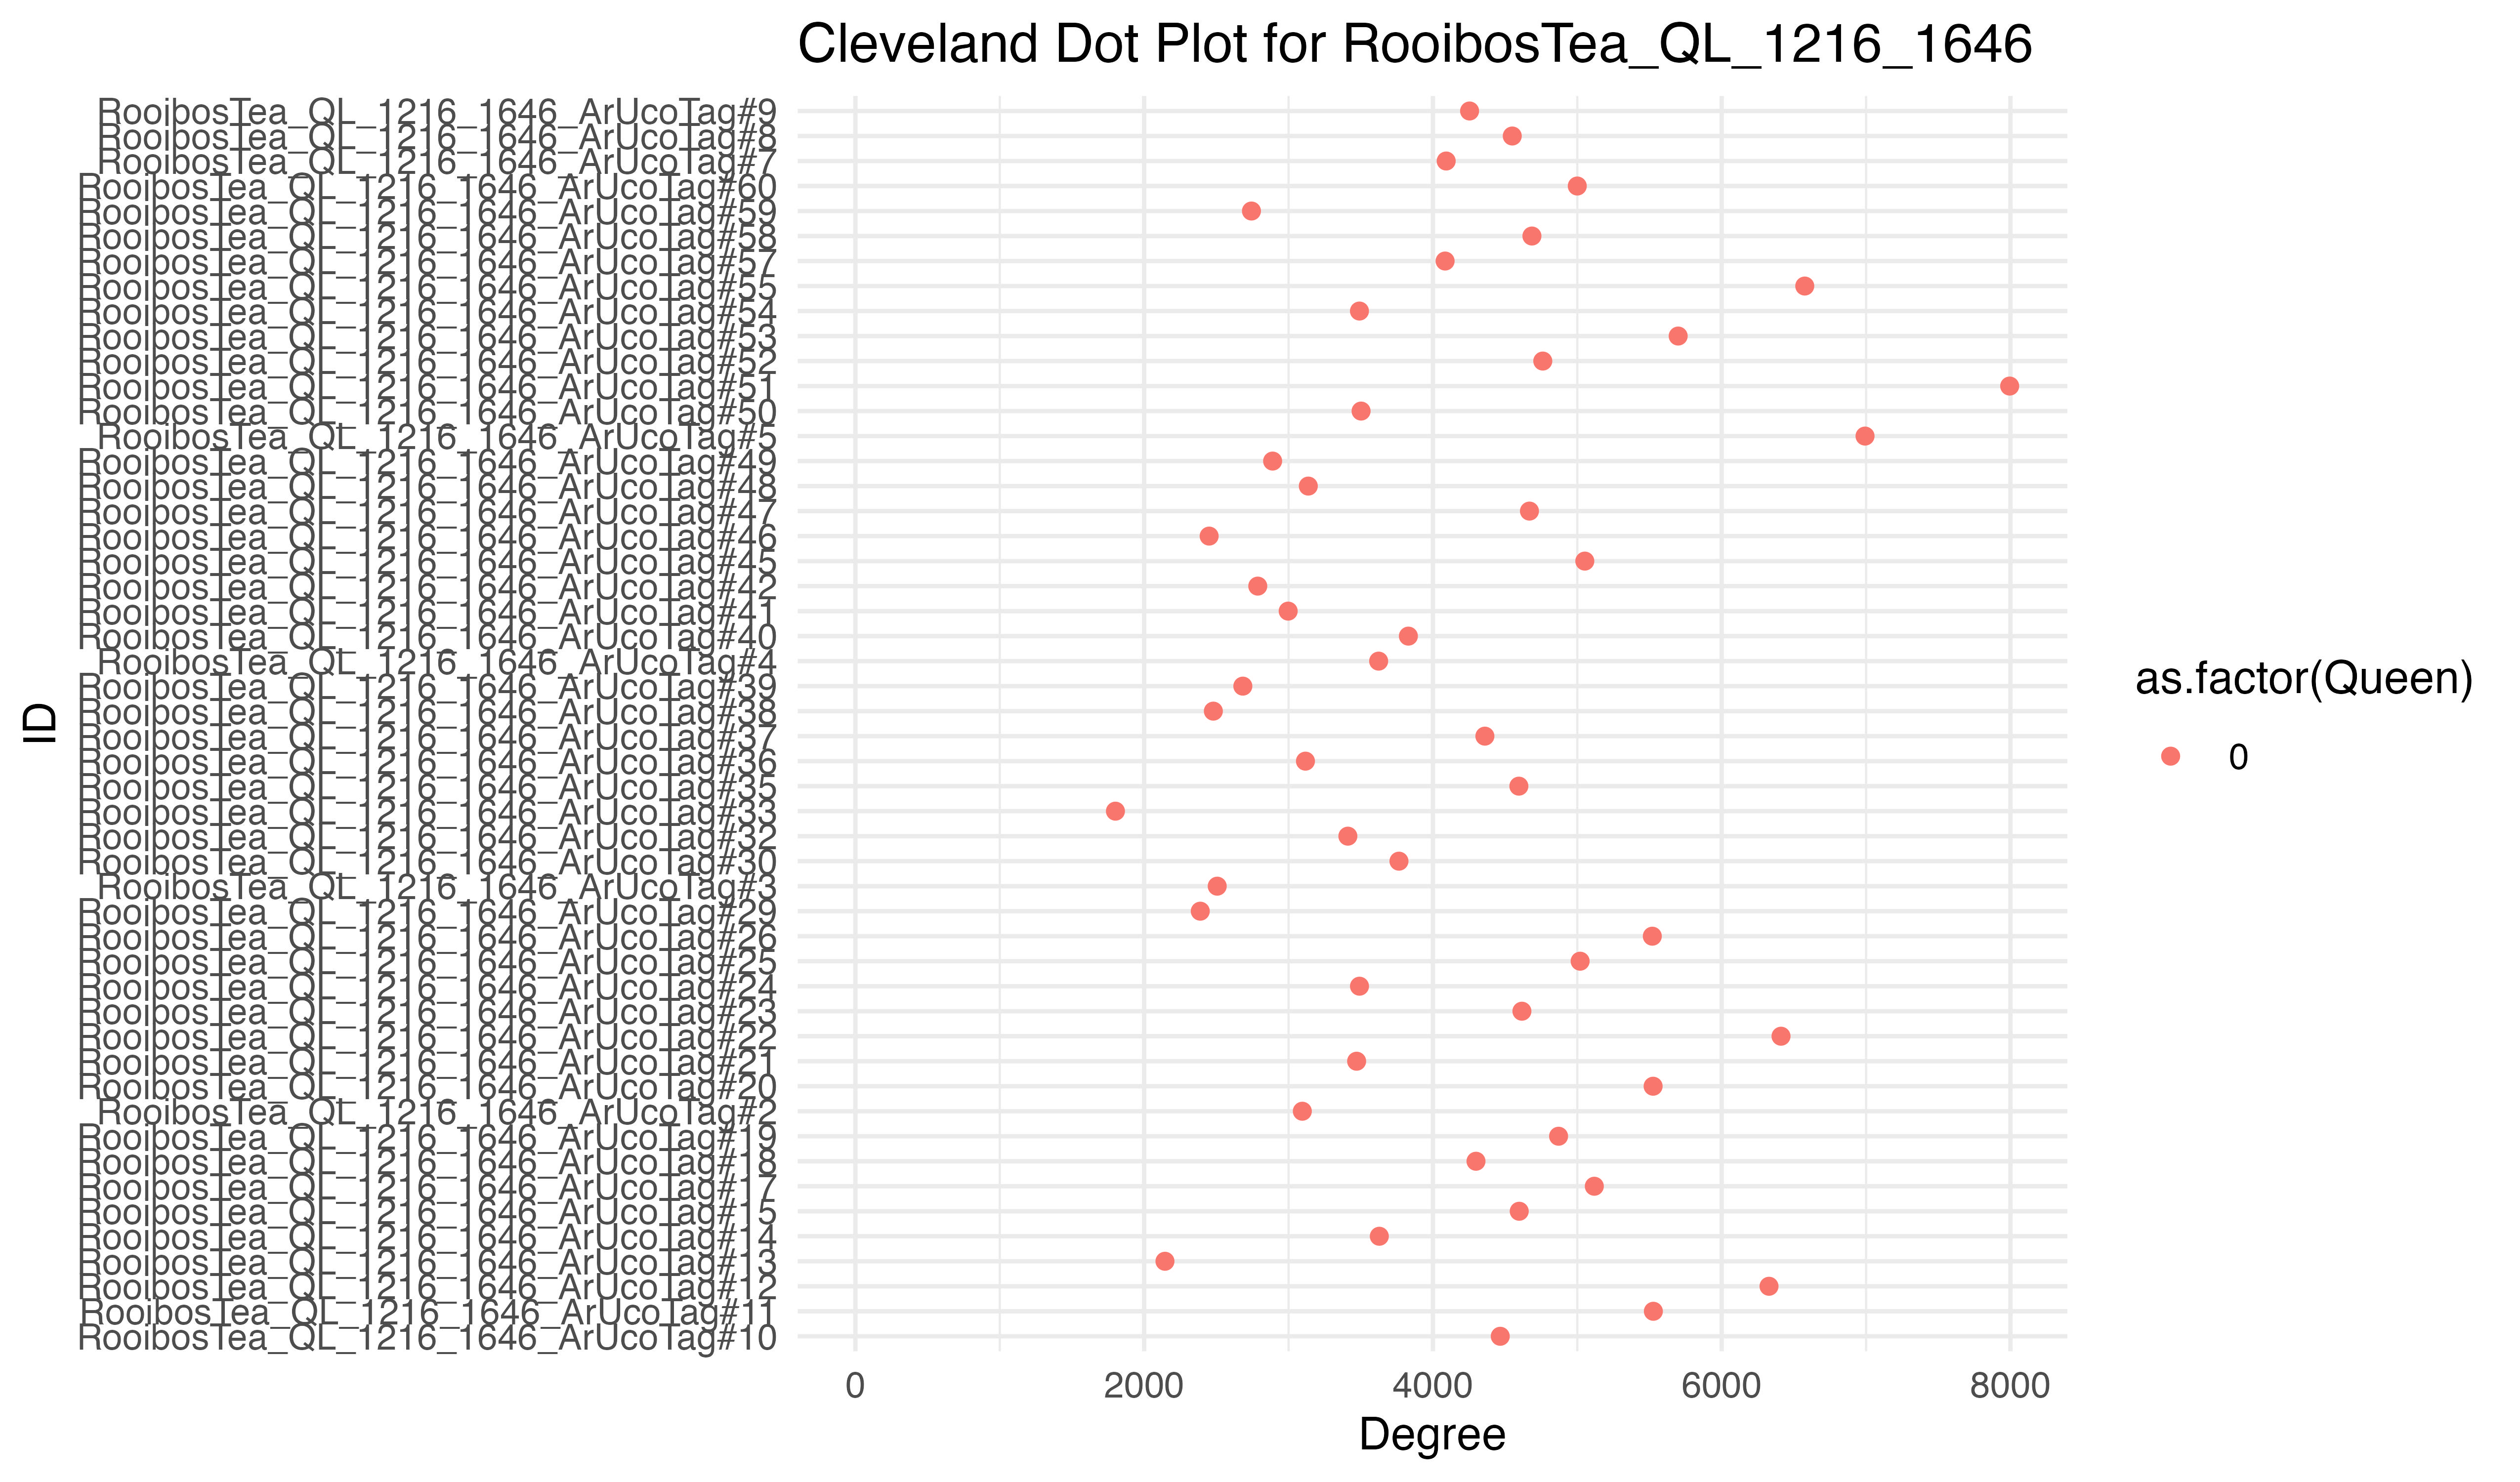 Cleveland Dot Plot for RooibosTea_QL_1216_1646
RooibosTea_QL_1216_1646_ArUcoTag#9
RooibosTea_QL_1216_1646_ArUcoTag#8
RooibosTea_QL_1216_1646_ArUcoTag#7
RooibosTea_QL_1216_1646_ArUcoTag#60
RooibosTea_QL_1216_1646_ArUcoTag#59
RooibosTea_QL_1216_1646_ArUcoTag#58
RooibosTea_QL_1216_1646_ArUcoTag#57
RooibosTea_QL_1216_1646_ArUcoTag#55
RooibosTea_QL_1216_1646_ArUcoTag#54
RooibosTea_QL_1216_1646_ArUcoTag#53
RooibosTea_QL_1216_1646_ArUcoTag#52
RooibosTea_QL_1216_1646_ArUcoTag#51
RooibosTea_QL_1216_1646_ArUcoTag#50
RooibosTea_QL_1216_1646_ArUcoTag#5
RooibosTea_QL_1216_1646_ArUcoTag#49
RooibosTea_QL_1216_1646_ArUcoTag#48
RooibosTea_QL_1216_1646_ArUcoTag#47
RooibosTea_QL_1216_1646_ArUcoTag#46
RooibosTea_QL_1216_1646_ArUcoTag#45
RooibosTea_QL_1216_1646_ArUcoTag#42
RooibosTea_QL_1216_1646_ArUcoTag#41
RooibosTea_QL_1216_1646_ArUcoTag#40
RooibosTea_QL_1216_1646_ArUcoTag#4
RooibosTea_QL_1216_1646_ArUcoTag#39
RooibosTea_QL_1216_1646_ArUcoTag#38
RooibosTea_QL_1216_1646_ArUcoTag#37
RooibosTea_QL_1216_1646_ArUcoTag#36
RooibosTea_QL_1216_1646_ArUcoTag#35
RooibosTea_QL_1216_1646_ArUcoTag#33
RooibosTea_QL_1216_1646_ArUcoTag#32
RooibosTea_QL_1216_1646_ArUcoTag#30
RooibosTea_QL_1216_1646_ArUcoTag#3
RooibosTea_QL_1216_1646_ArUcoTag#29
RooibosTea_QL_1216_1646_ArUcoTag#26
RooibosTea_QL_1216_1646_ArUcoTag#25
RooibosTea_QL_1216_1646_ArUcoTag#24
RooibosTea_QL_1216_1646_ArUcoTag#23
RooibosTea_QL_1216_1646_ArUcoTag#22
RooibosTea_QL_1216_1646_ArUcoTag#21
RooibosTea_QL_1216_1646_ArUcoTag#20
RooibosTea_QL_1216_1646_ArUcoTag#2
RooibosTea_QL_1216_1646_ArUcoTag#19
RooibosTea_QL_1216_1646_ArUcoTag#18
RooibosTea_QL_1216_1646_ArUcoTag#17
RooibosTea_QL_1216_1646_ArUcoTag#15
RooibosTea_QL_1216_1646_ArUcoTag#14
RooibosTea_QL_1216_1646_ArUcoTag#13
RooibosTea_QL_1216_1646_ArUcoTag#12
RooibosTea_QL_1216_1646_ArUcoTag#11
RooibosTea_QL_1216_1646_ArUcoTag#10
ID
0 2000 4000 6000 8000
Degree
as.factor(Queen)
0